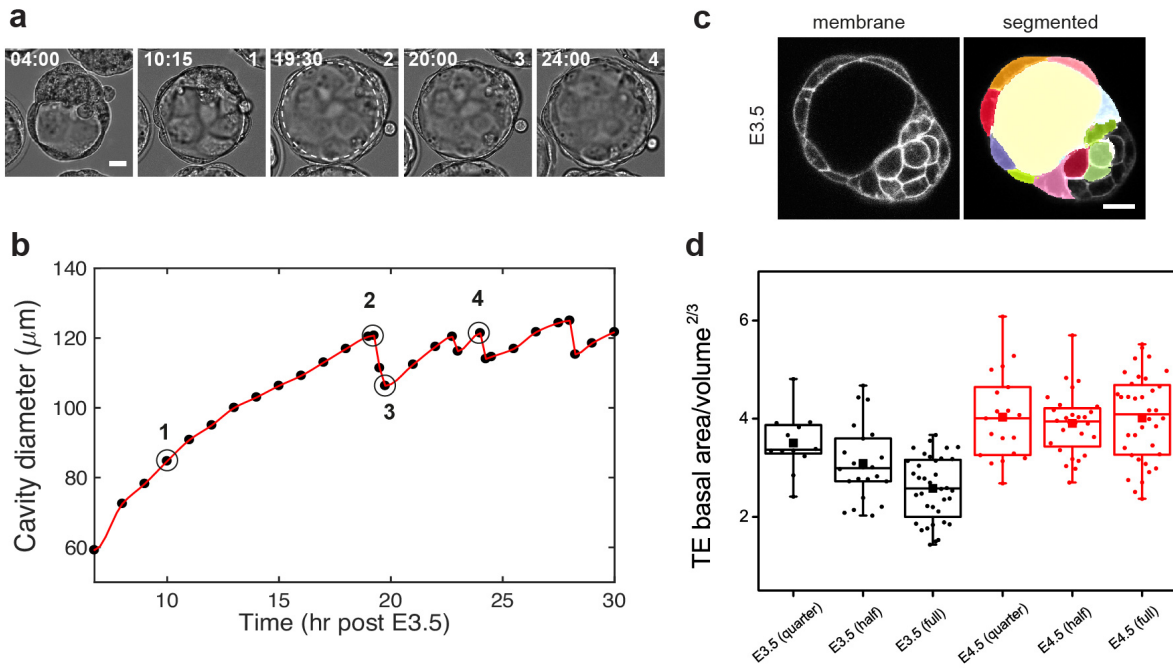 a
04:00
10:15 1
19:30 2
20:00 3
24:00 4
b
Cavity diameter (μm)
140
120
100
80
60
1
2
3
4
10 15 20 25 30
Time (hr post E3.5)
c
membrane segmented
E3.5
d
TE basal area/volume^2/3
6
4
2
E3.5 (quarter)
E3.5 (half)
E3.5 (full)
E4.5 (quarter)
E4.5 (half)
E4.5 (full)